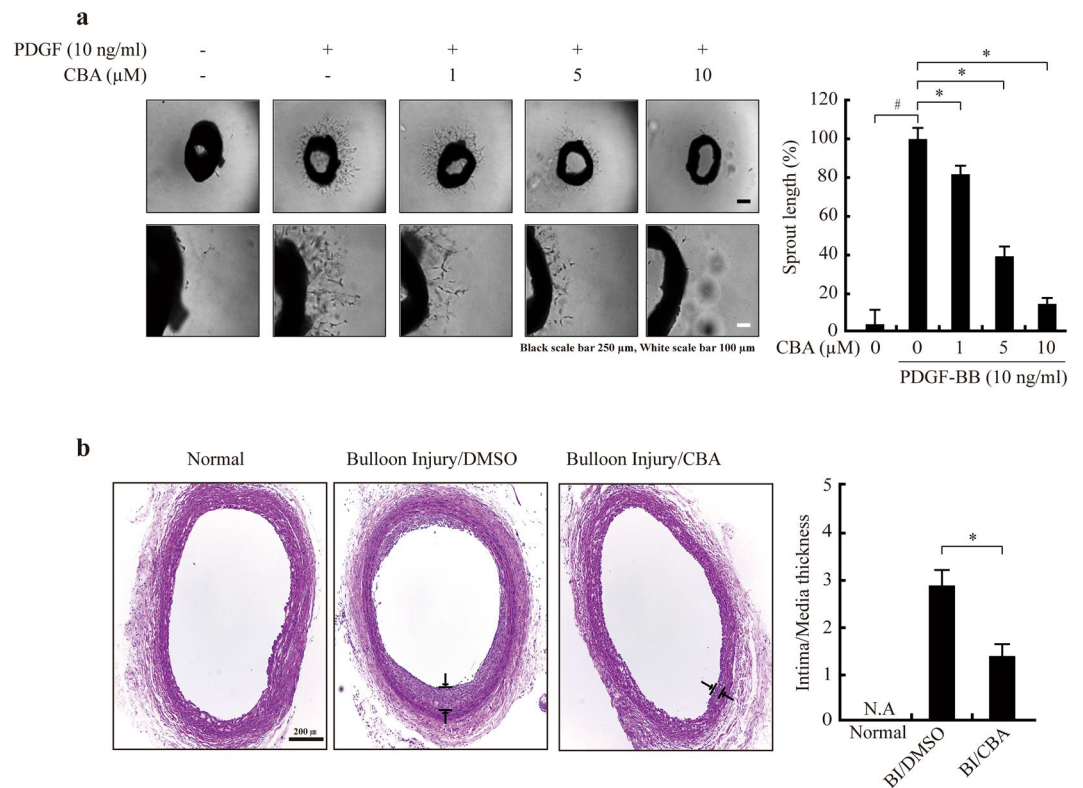 a
PDGF (10 ng/ml) - + + + +
CBA (µM) - - 1 5 10
Black scale bar 250 µm, White scale bar 100 µm
Sprout length (%)
120
100
80
60
40
20
0
# * * *
CBA (µM) 0 0 1 5 10
PDGF-BB (10 ng/ml)
b
Normal
Bulloon Injury/DMSO
Bulloon Injury/CBA
200 µm
Intima/Media thickness
5
4
3
2
1
0
*
N.A
Normal
BI/DMSO
BI/CBA